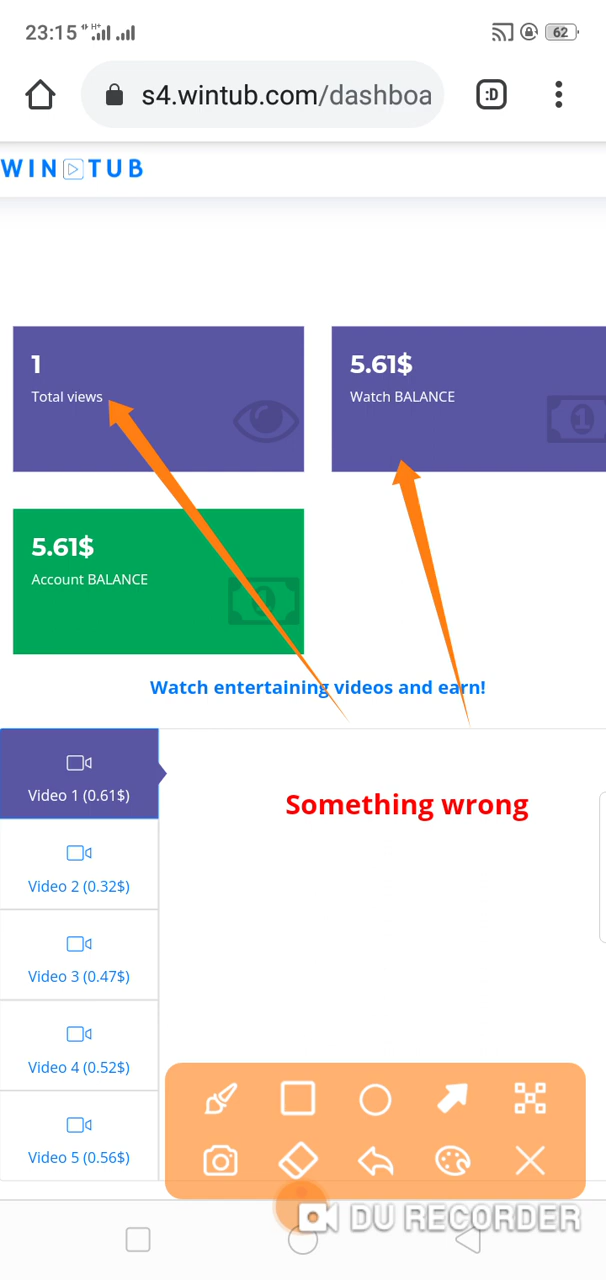 23:15 H+ 62
s4.wintub.com/dashboa :D
WIN TUB
1
Total views
5.61$
Watch BALANCE
1
5.61$
Account BALANCE
Watch entertaining videos and earn!
Video 1 (0.61$)
Something wrong
Video 2 (0.32$)
Video 3 (0.47$)
Video 4 (0.52$)
Video 5 (0.56$)
DU RECORDER